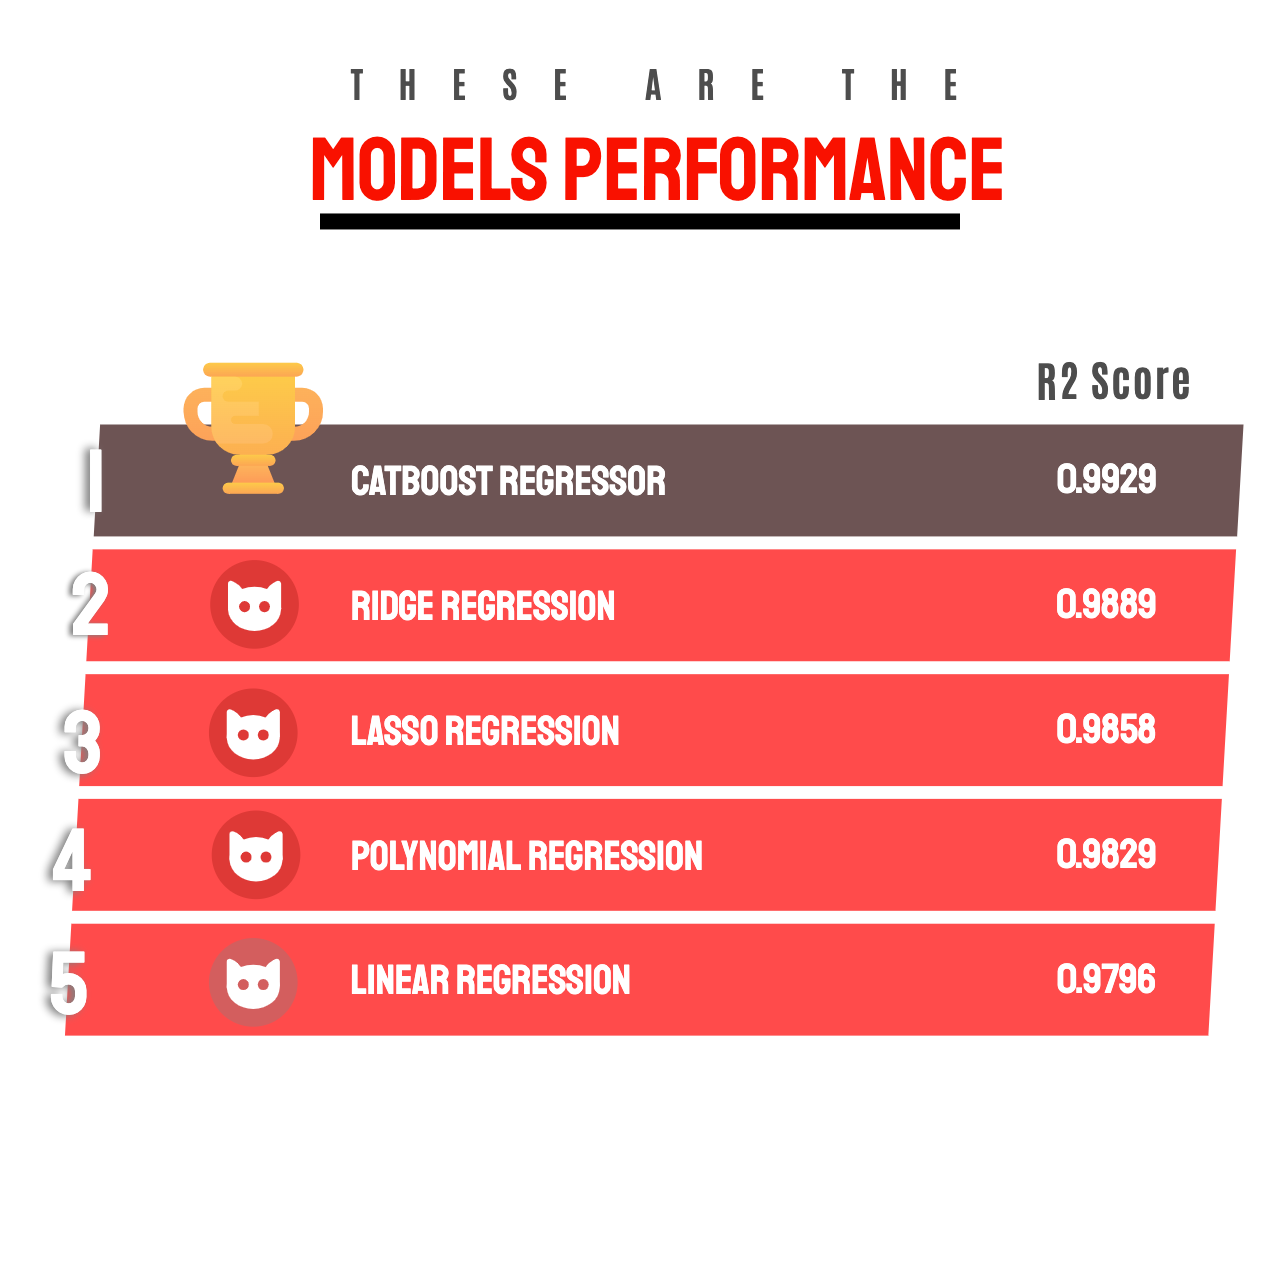 THESE ARE THE
MODELS PERFORMANCE
R2 Score
1 CATBOOST REGRESSOR 0.9929
2 RIDGE REGRESSION 0.9889
3 LASSO REGRESSION 0.9858
4 POLYNOMIAL REGRESSION 0.9829
5 LINEAR REGRESSION 0.9796